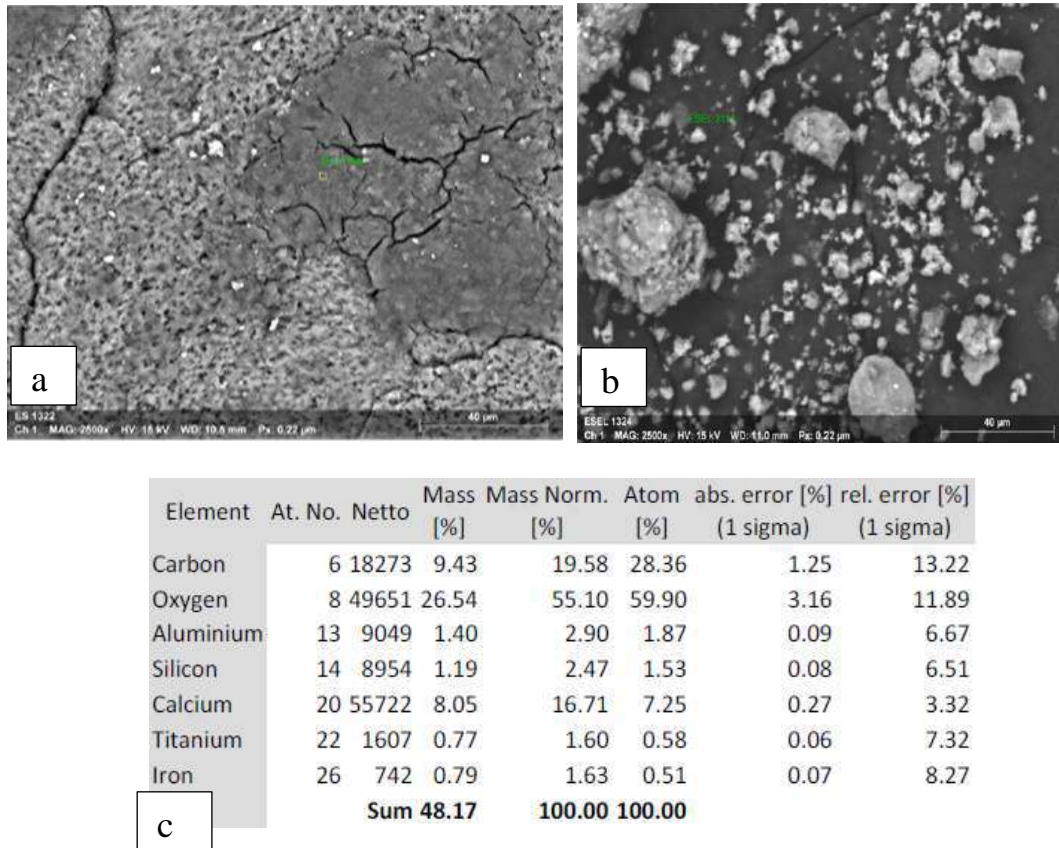 a
ES 1322
40 µm
Ch 1 MAG: 2500x HV: 15 kV WD: 10.8 mm Px: 0.22 µm
b
ESEL 1324
40 µm
Ch 1 MAG: 2500x HV: 15 kV WD: 11.0 mm Px: 0.22 µm
Element At. No. Netto Mass [%] Mass Norm. [%] Atom [%] abs. error [%] (1 sigma) rel. error [%] (1 sigma)
Carbon 6 18273 9.43 19.58 28.36 1.25 13.22
Oxygen 8 49651 26.54 55.10 59.90 3.16 11.89
Aluminium 13 9049 1.40 2.90 1.87 0.09 6.67
Silicon 14 8954 1.19 2.47 1.53 0.08 6.51
Calcium 20 55722 8.05 16.71 7.25 0.27 3.32
Titanium 22 1607 0.77 1.60 0.58 0.06 7.32
Iron 26 742 0.79 1.63 0.51 0.07 8.27
Sum 48.17 100.00 100.00
c